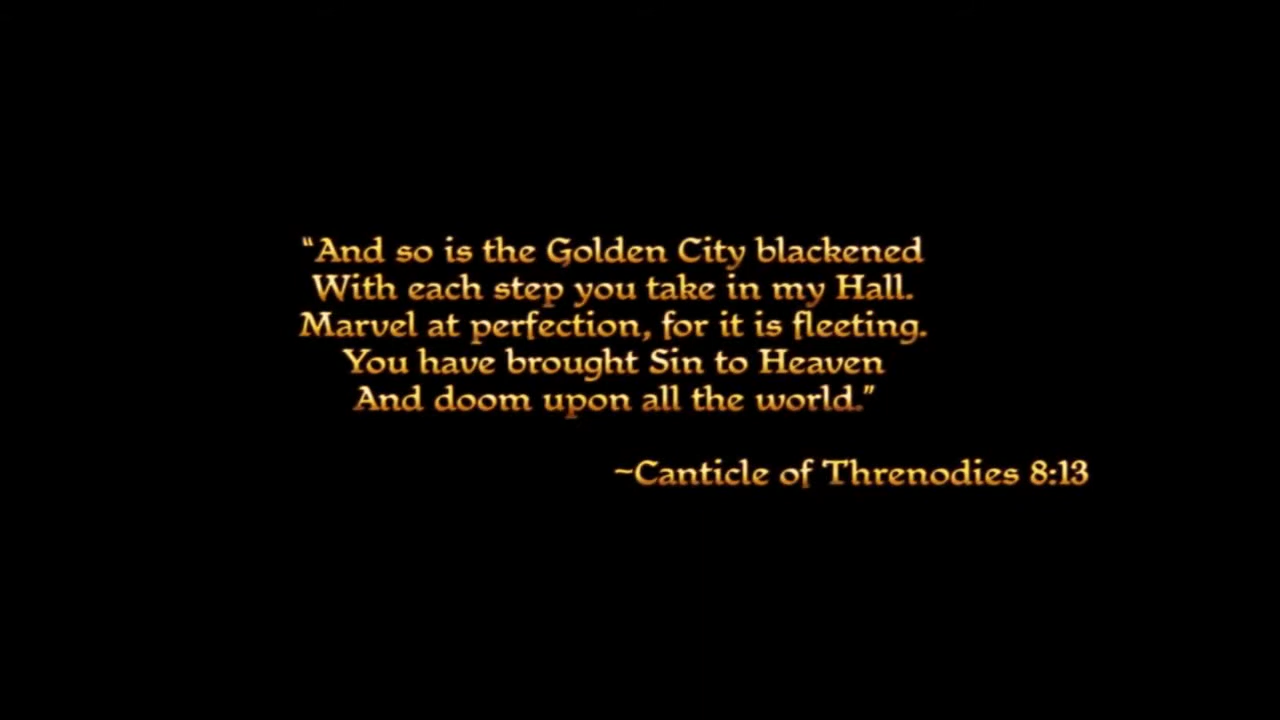 "And so is the Golden City blackened
With each step you take in my Hall.
Marvel at perfection, for it is fleeting.
You have brought Sin to Heaven
And doom upon all the world."
~Canticle of Threnodies 8:13